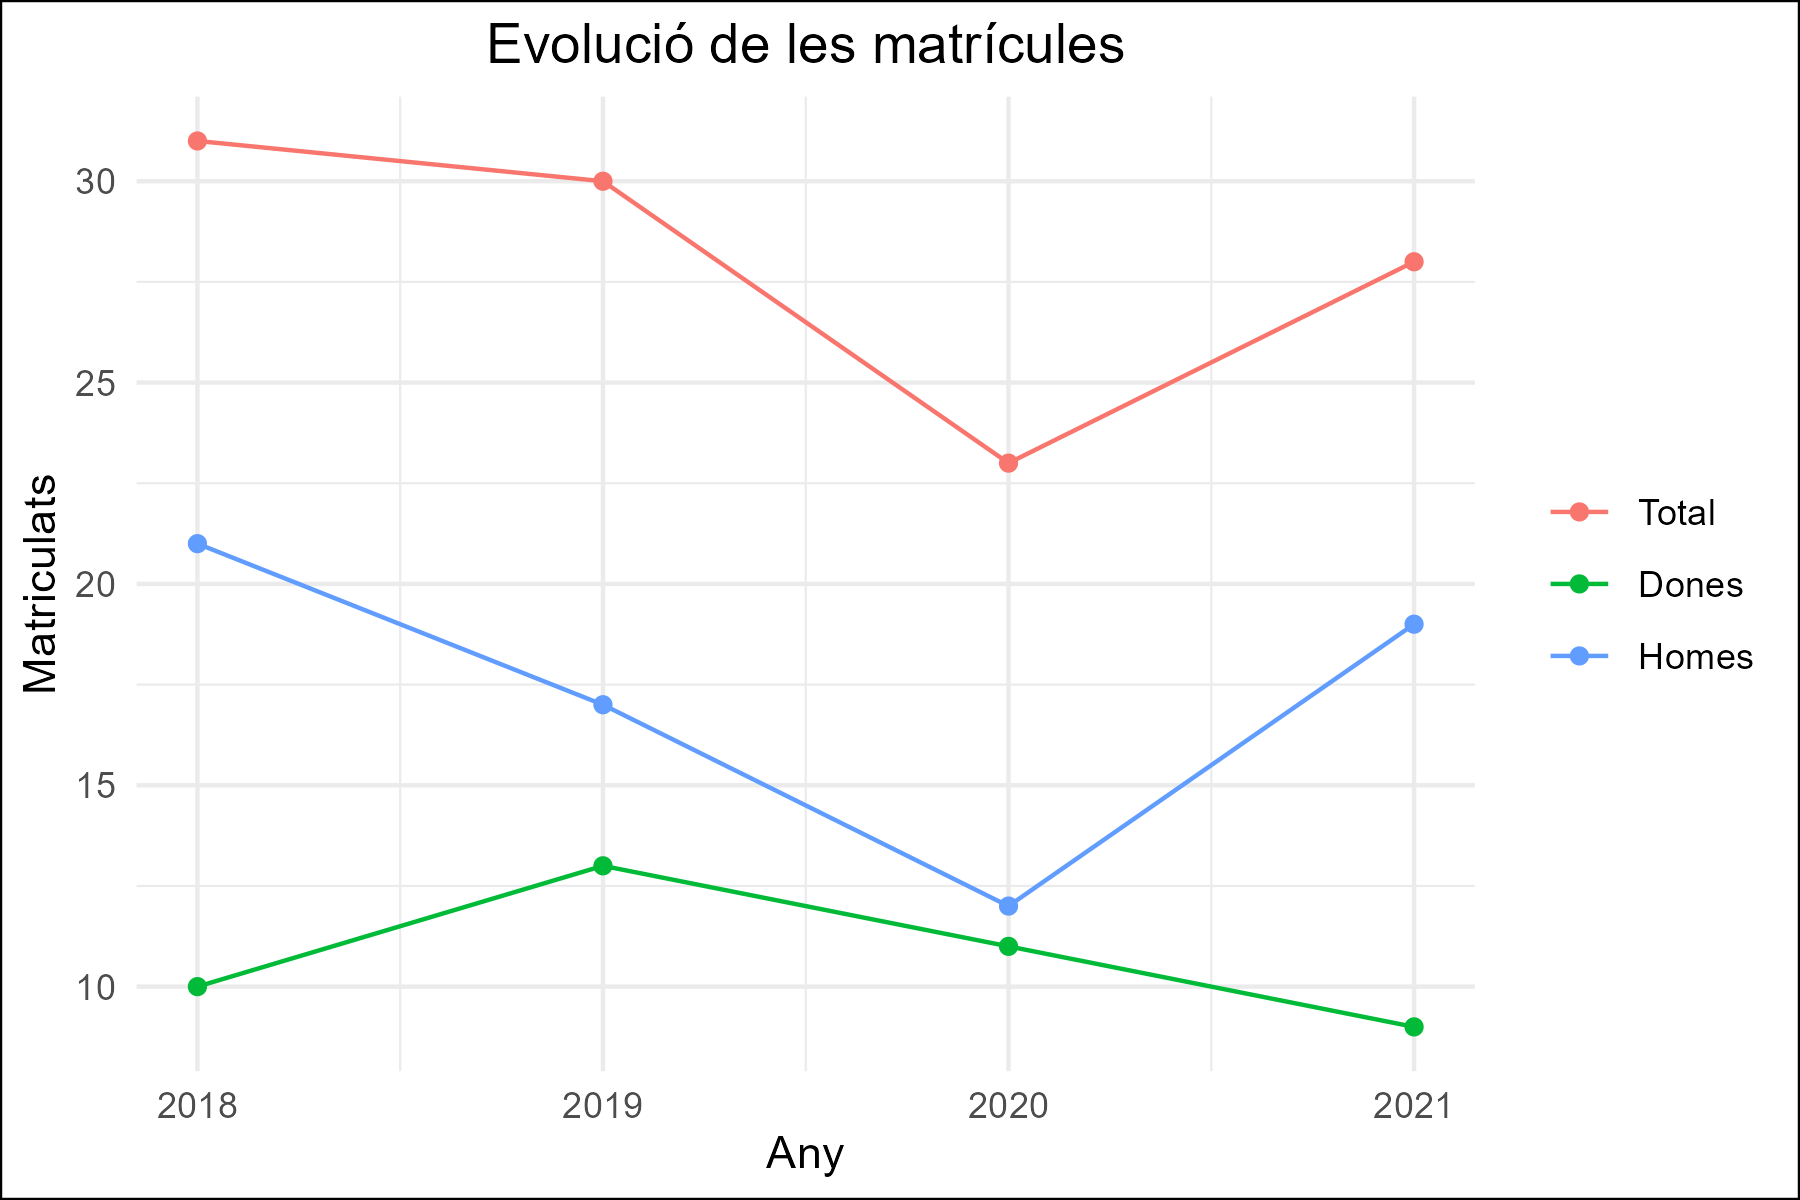 Evolució de les matrícules
Matriculats
30
25
20
15
10
2018
2019
2020
2021
Any
Total
Dones
Homes